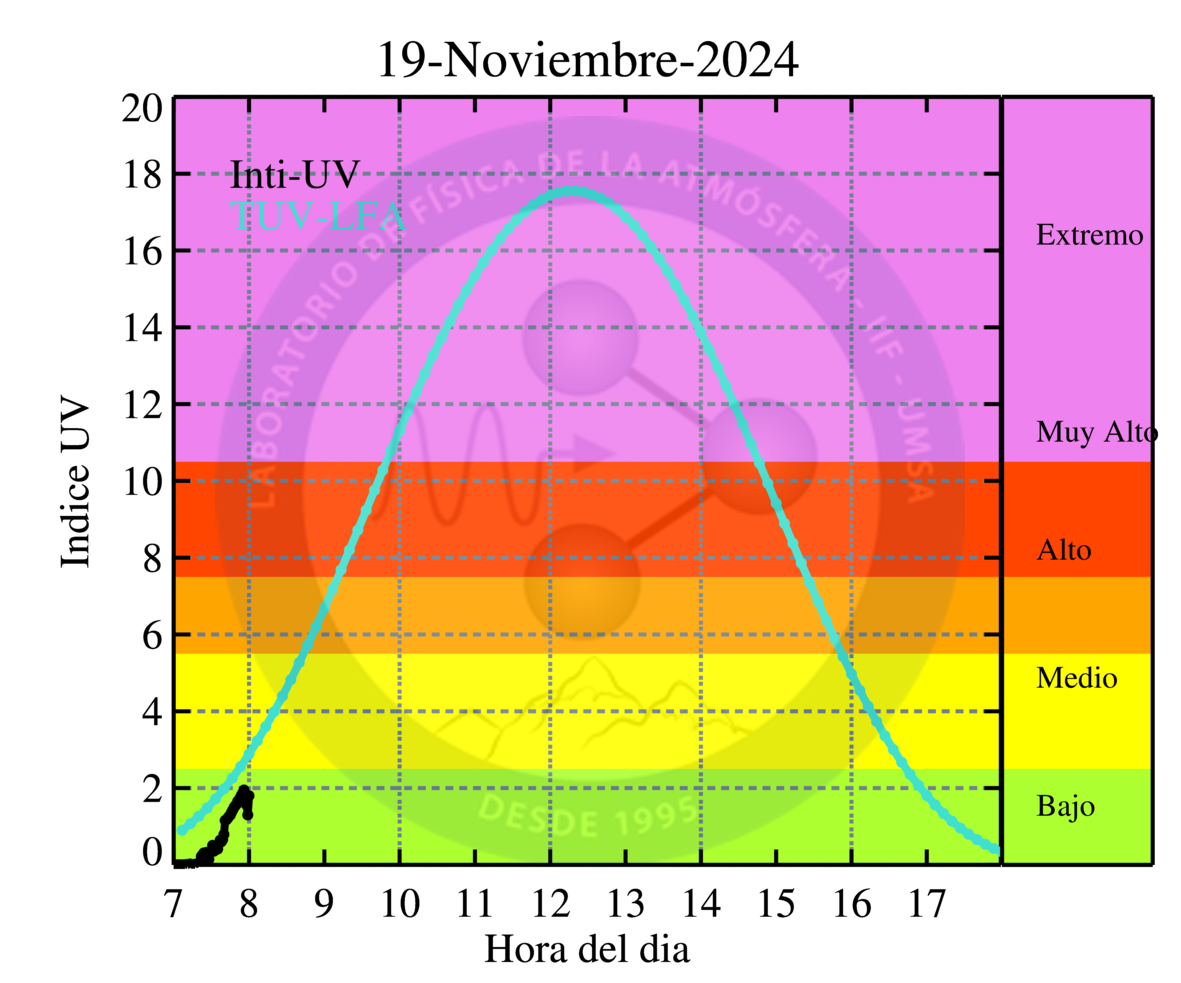 19-Noviembre-2024
20
18
16
14
12
10
8
6
4
2
0
Indice UV
Inti-UV
TUV-LFA
LABORATORIO DE FÍSICA DE LA ATMÓSFERA - IIF - UMSA
DESDE 1995
Extremo
Muy Alto
Alto
Medio
Bajo
7 8 9 10 11 12 13 14 15 16 17
Hora del dia